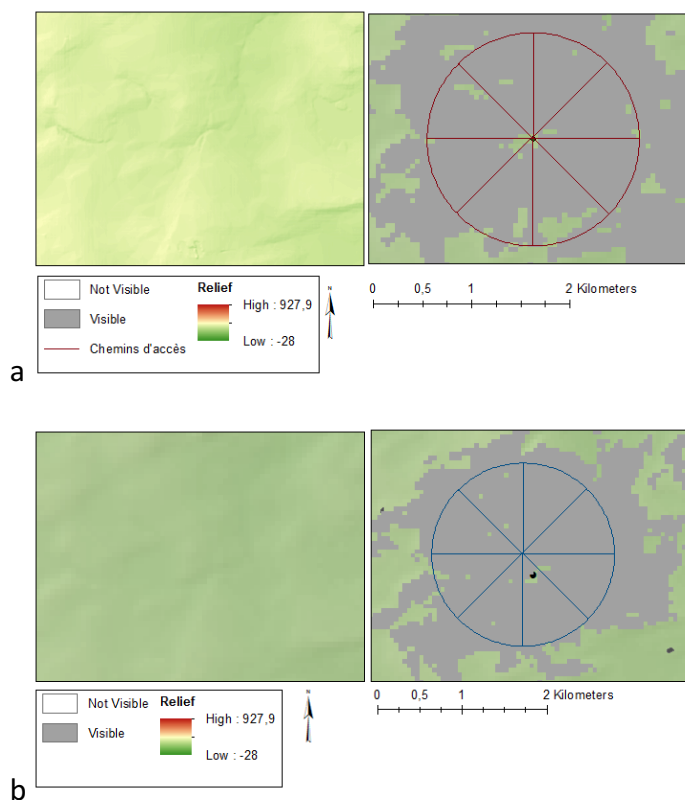 Not Visible
Visible
Chemins d'accès
Relief
High : 927,9
Low : -28
N
0 0,5 1 2 Kilometers
a
Not Visible
Visible
Relief
High : 927,9
Low : -28
N
0 0,5 1 2 Kilometers
b